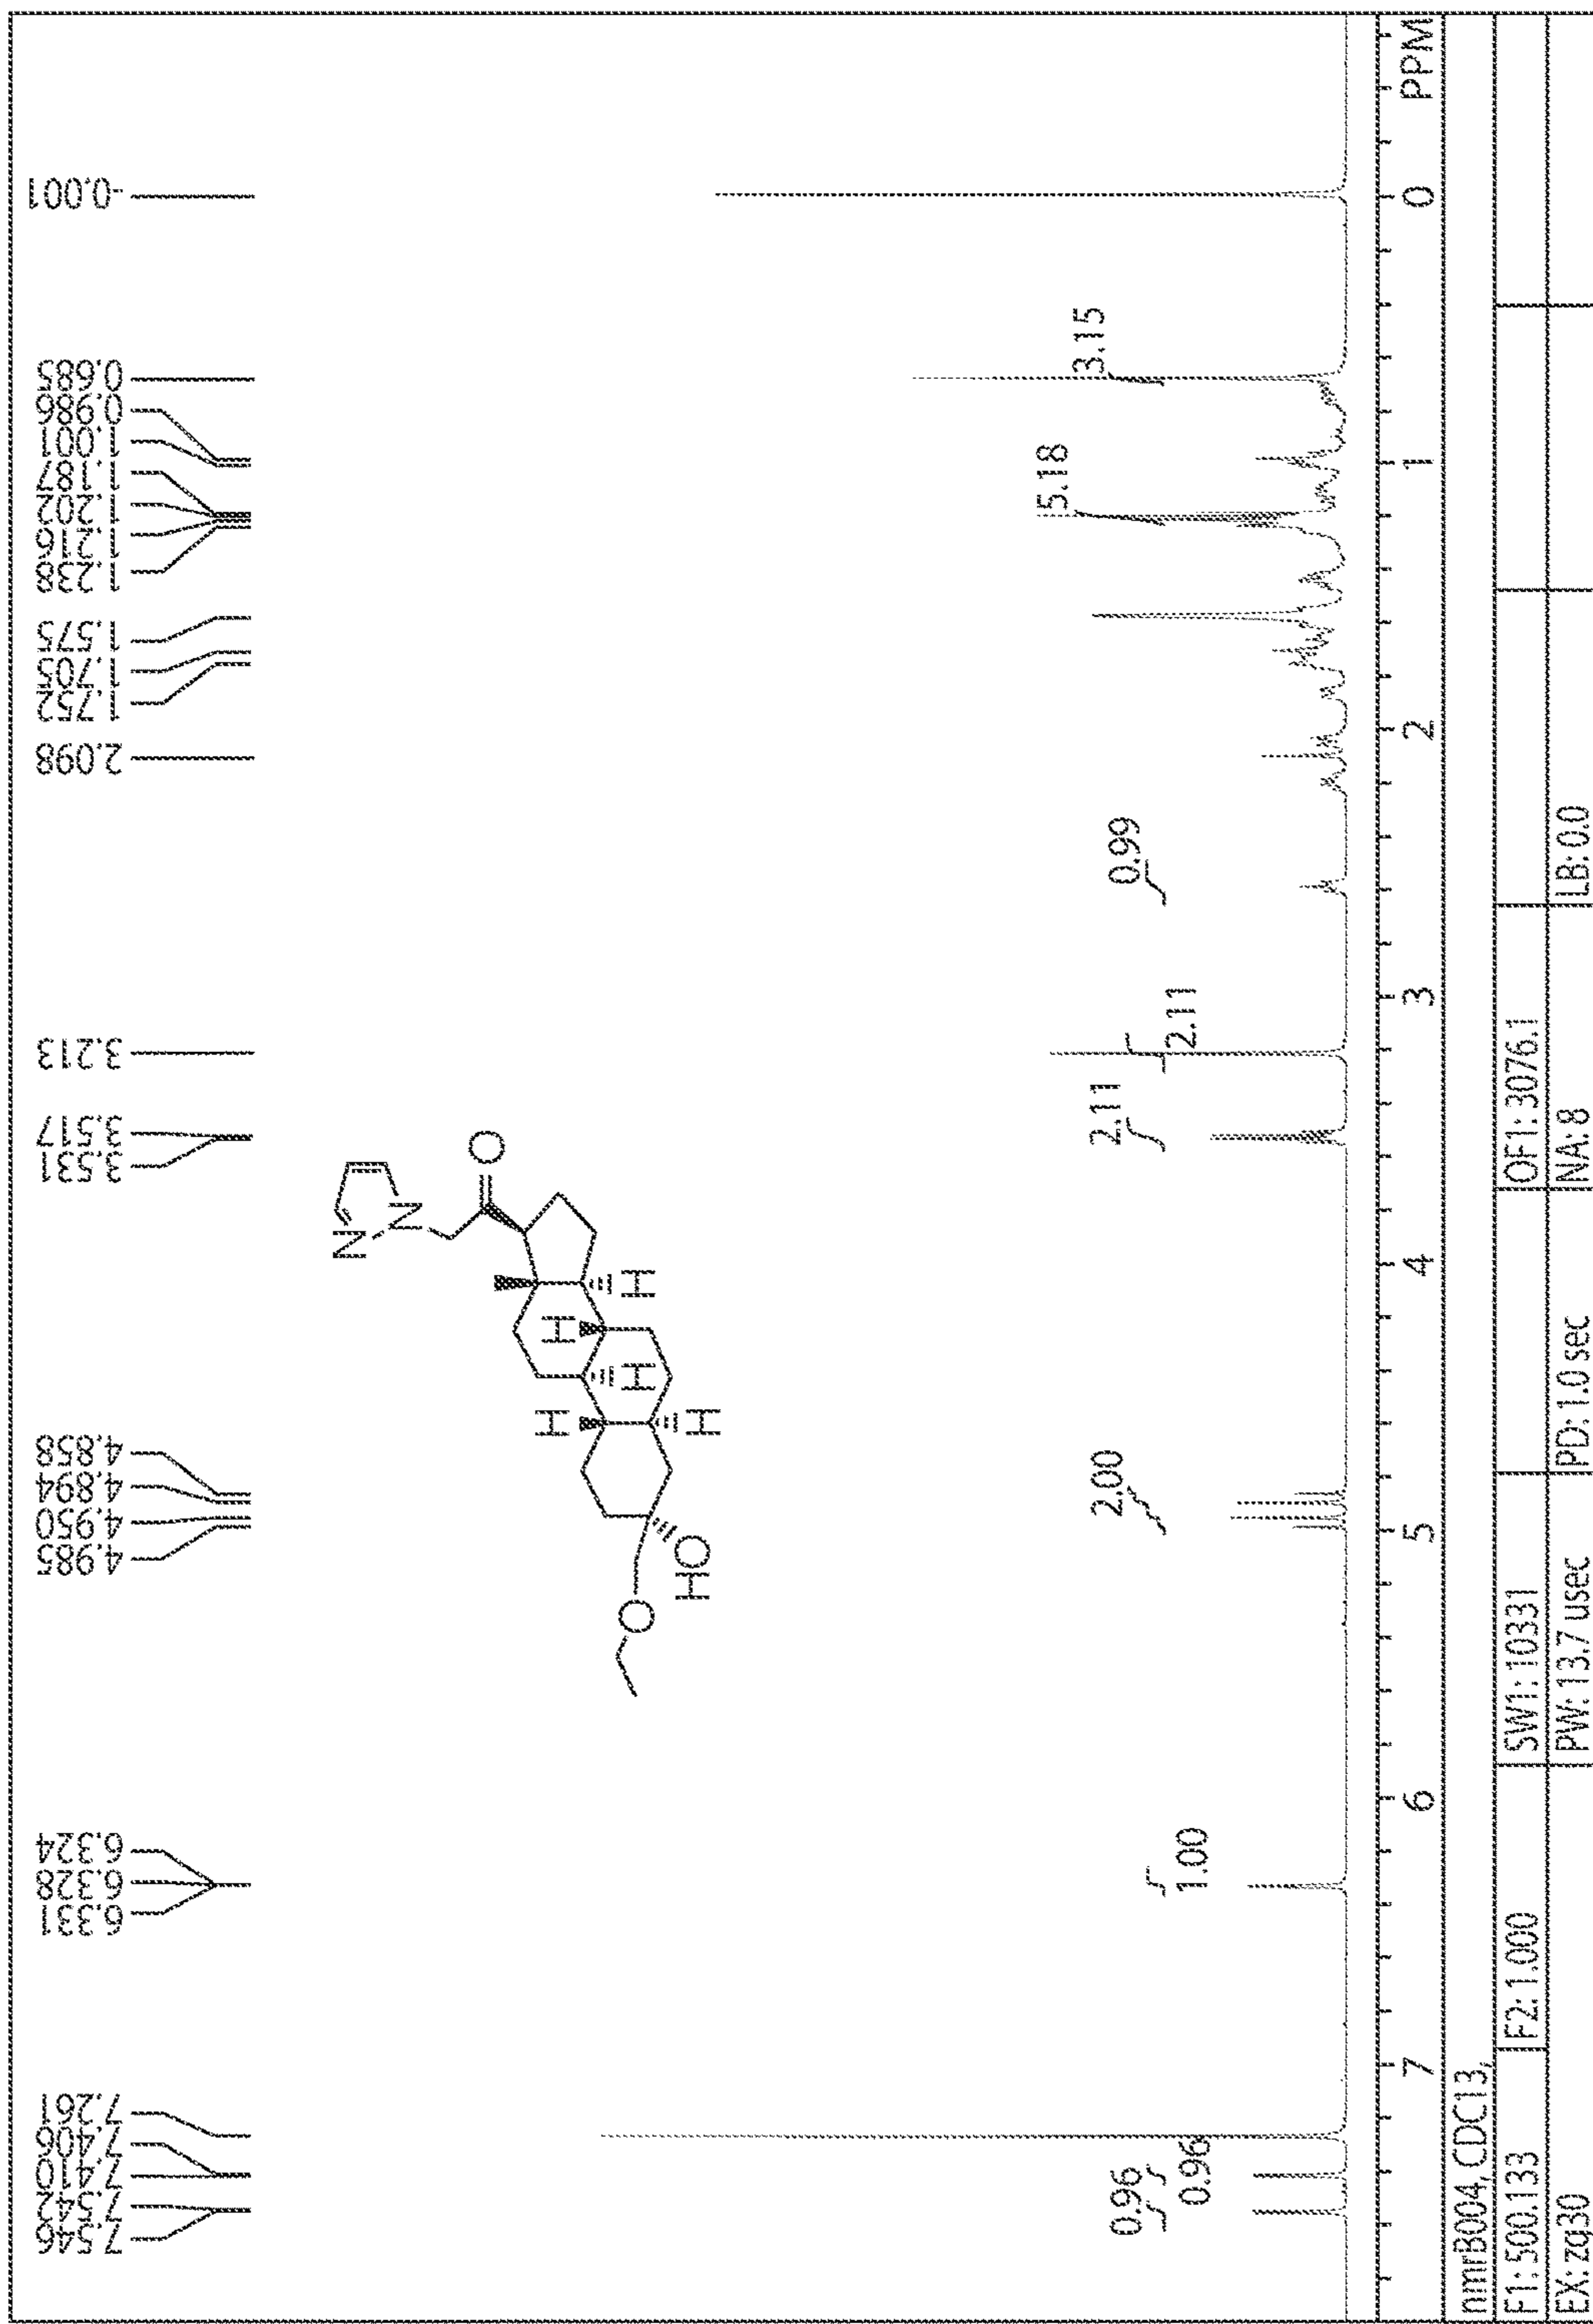 7.546
7.542
7.410
7.406
7.261
6.331
6.328
6.324
4.985
4.950
4.894
4.858
3.531
3.517
3.213
2.098
1.752
1.705
1.575
1.238
1.216
1.202
1.187
1.001
0.986
0.685
-0.001
N
N
O
H
H
H
H
H
O
HO
0.96
0.96
1.00
2.00
2.11
2.11
0.99
5.18
3.15
7
6
5
4
3
2
1
0
PPM
nmrB004, CDC13,
F1: 500.133
F2: 1.000
SW1: 10331
OF1: 3076.1
EX: zg30
PW: 13.7 usec
PD: 1.0 sec
NA: 8
LB: 0.0